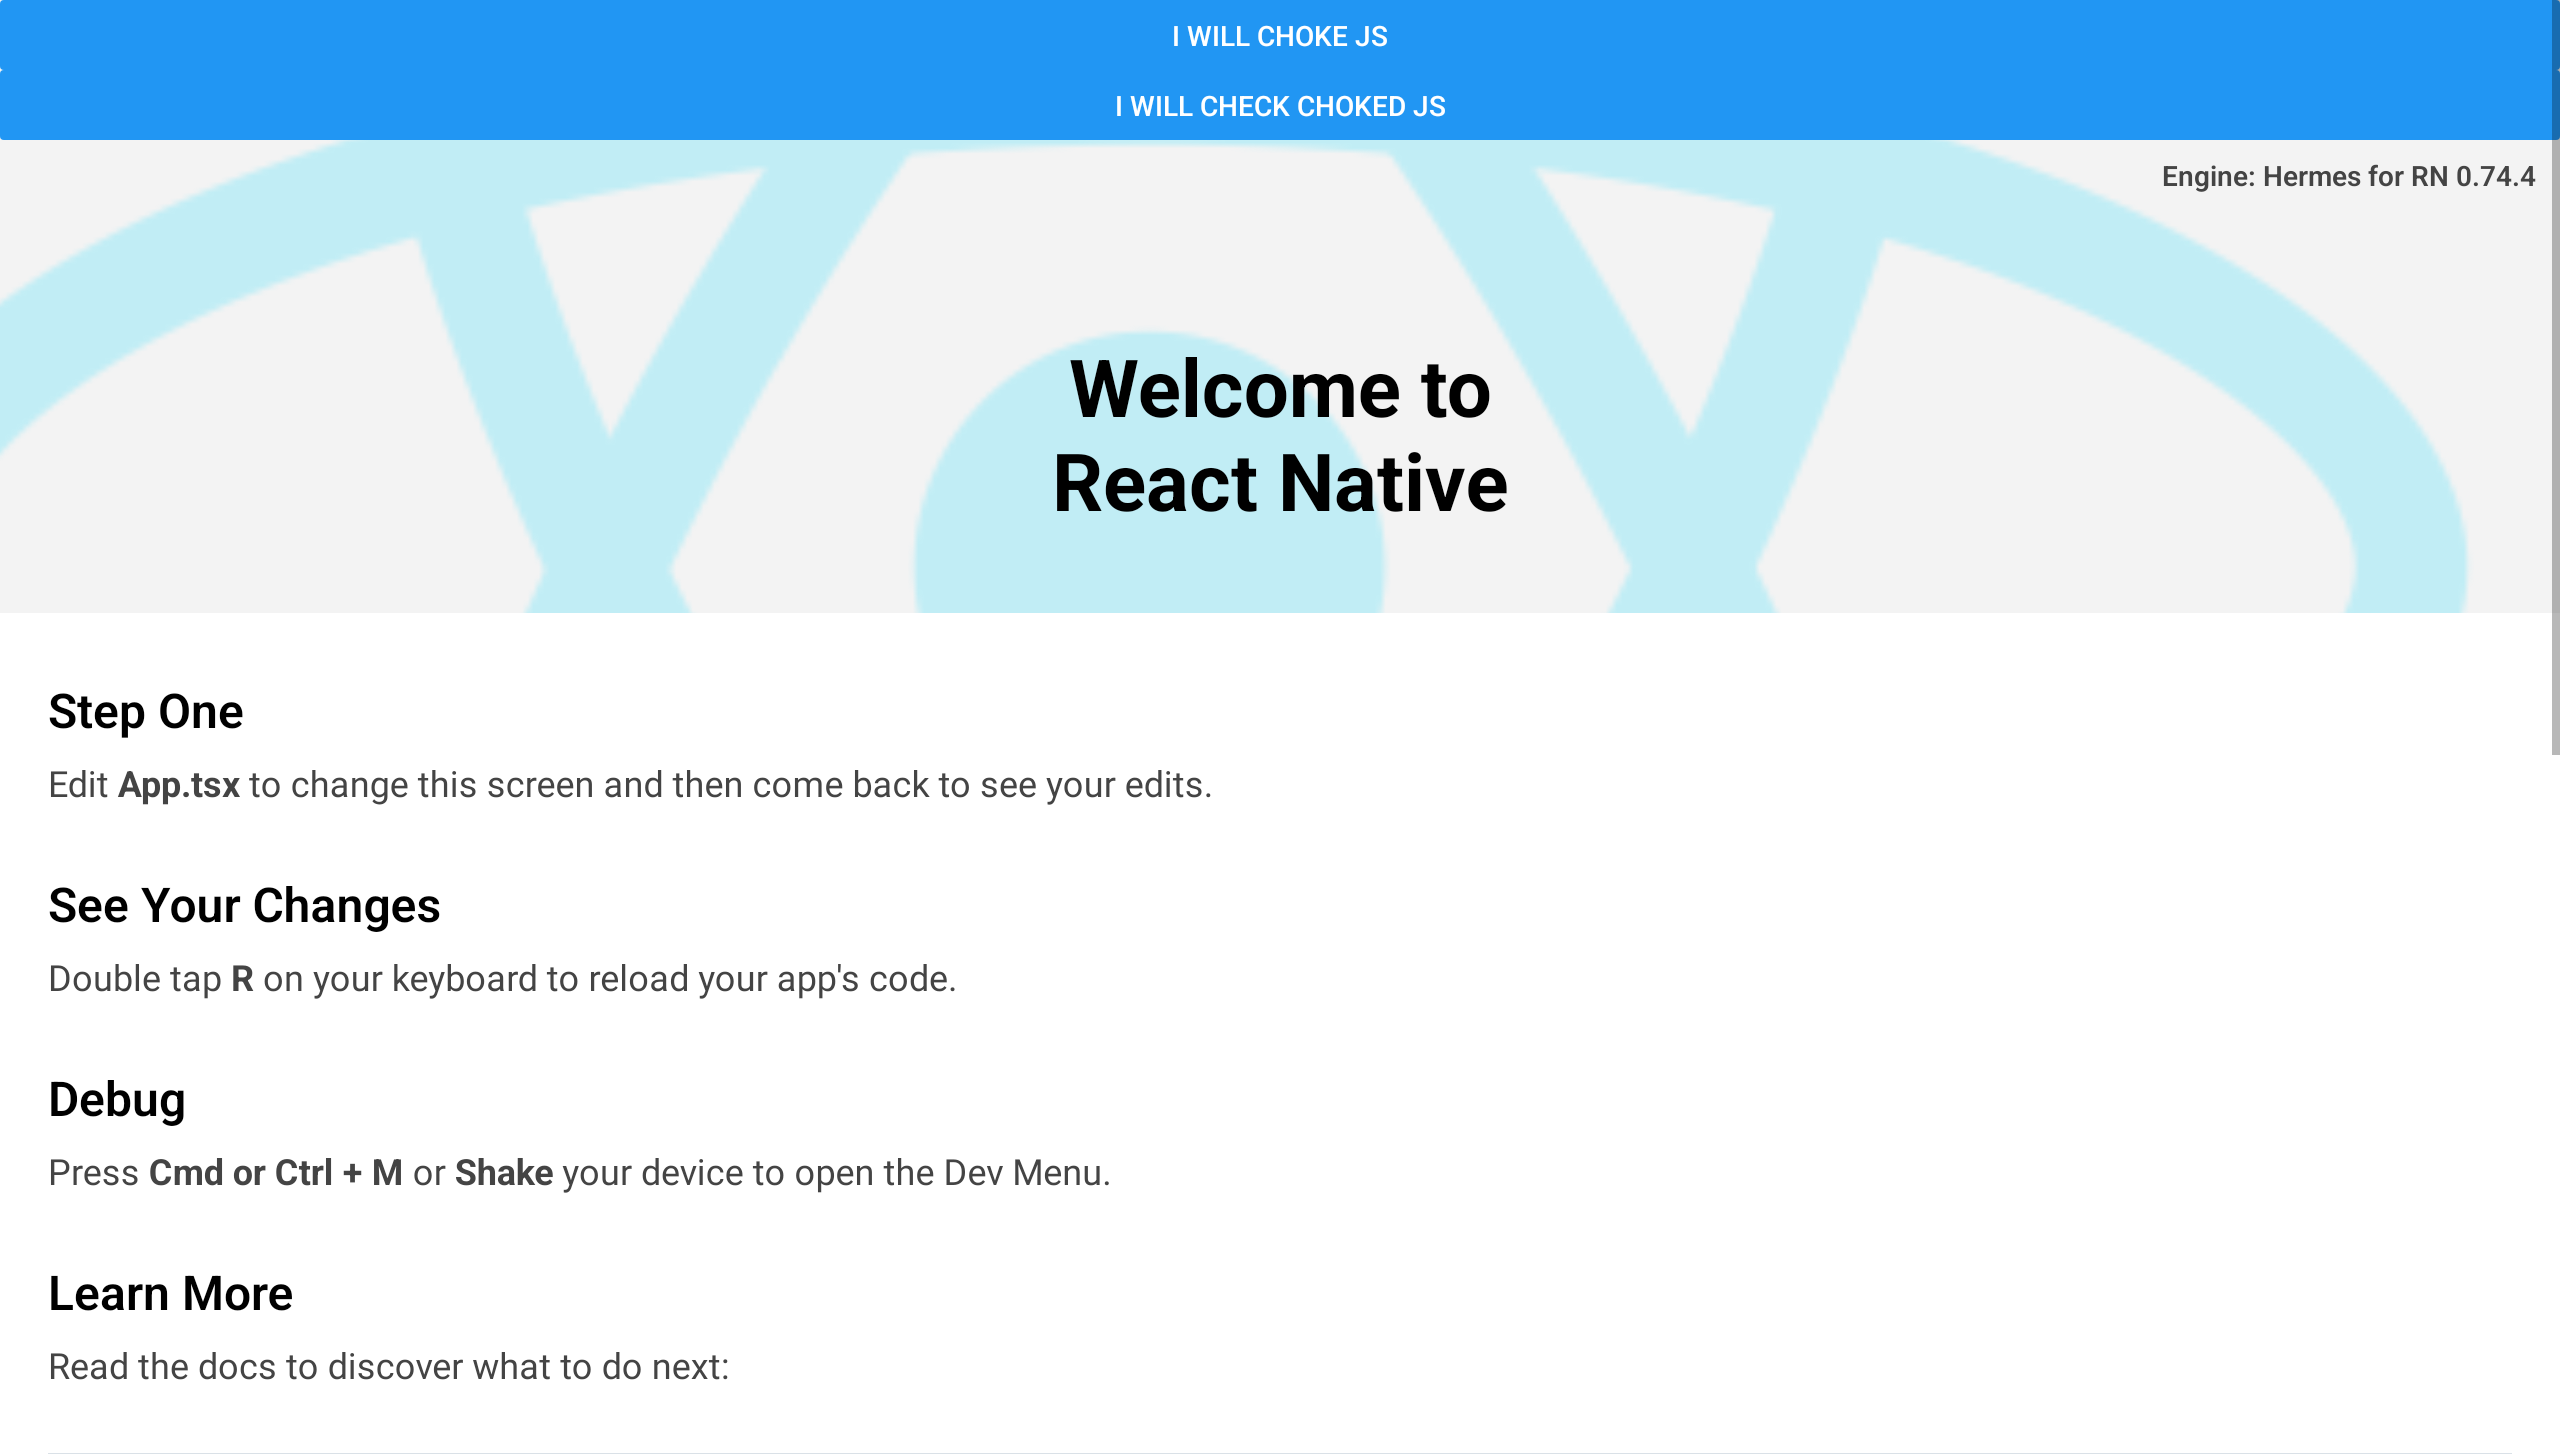 I WILL CHOKE JS
I WILL CHECK CHOKED JS
Engine: Hermes for RN 0.74.4
Welcome to
React Native
Step One
Edit App.tsx to change this screen and then come back to see your edits.
See Your Changes
Double tap R on your keyboard to reload your app's code.
Debug
Press Cmd or Ctrl + M or Shake your device to open the Dev Menu.
Learn More
Read the docs to discover what to do next: